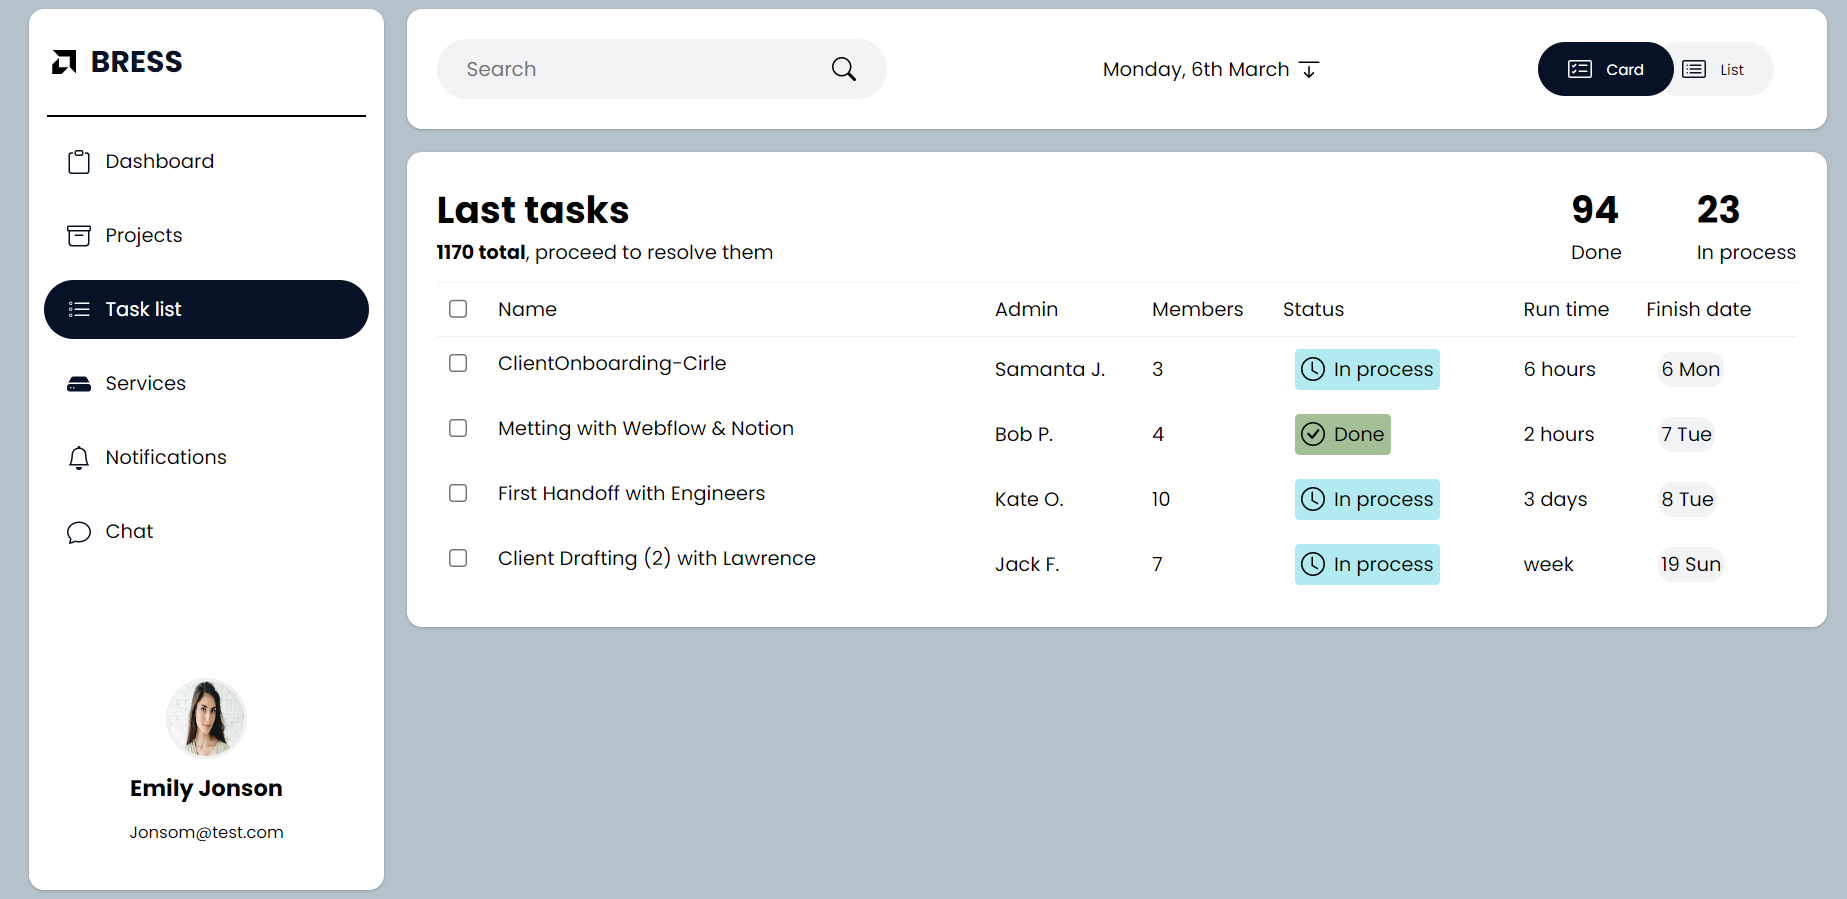 BRESS
Dashboard
Projects
Task list
Services
Notifications
Chat
Emily Jonson
Jonsom@test.com
Search
Monday, 6th March
Card
List
Last tasks
1170 total, proceed to resolve them
94
Done
23
In process
Name Admin Members Status Run time Finish date
ClientOnboarding-Cirle Samanta J. 3 In process 6 hours 6 Mon
Metting with Webflow & Notion Bob P. 4 Done 2 hours 7 Tue
First Handoff with Engineers Kate O. 10 In process 3 days 8 Tue
Client Drafting (2) with Lawrence Jack F. 7 In process week 19 Sun